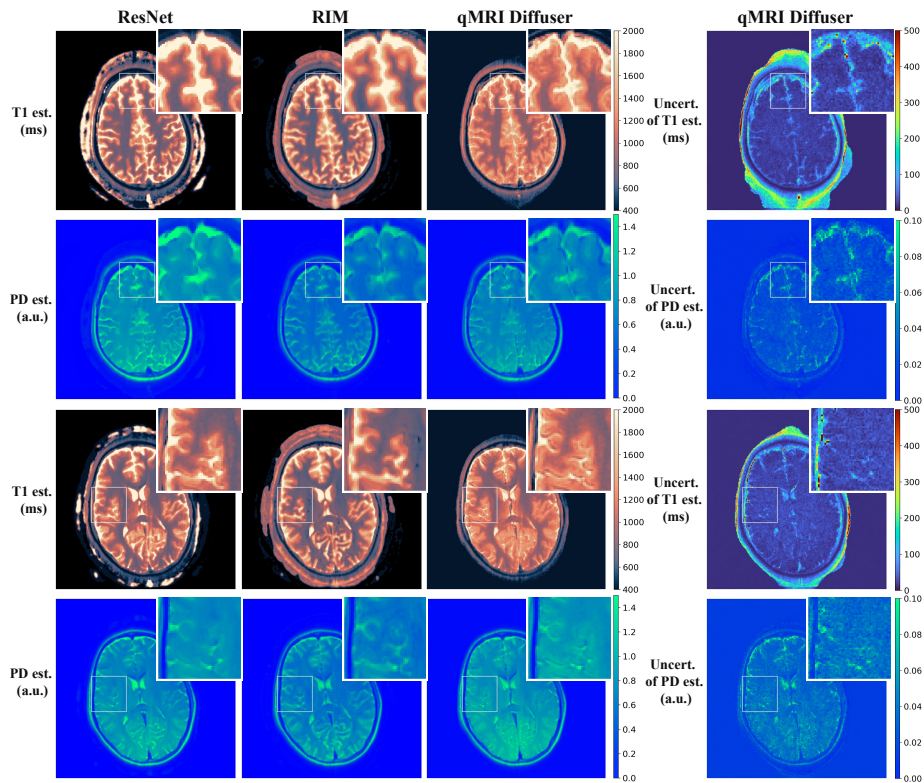 ResNet RIM qMRI Diffuser qMRI Diffuser
T1 est.
(ms)
2000
1800
1600
1400
1200
1000
800
600
400
Uncert.
of T1 est.
(ms)
500
400
300
200
100
0
PD est.
(a.u.)
1.4
1.2
1.0
0.8
0.6
0.4
0.2
0.0
Uncert.
of PD est.
(a.u.)
0.10
0.08
0.06
0.04
0.02
0.00
T1 est.
(ms)
2000
1800
1600
1400
1200
1000
800
600
400
Uncert.
of T1 est.
(ms)
500
400
300
200
100
0
PD est.
(a.u.)
1.4
1.2
1.0
0.8
0.6
0.4
0.2
0.0
Uncert.
of PD est.
(a.u.)
0.10
0.08
0.06
0.04
0.02
0.00